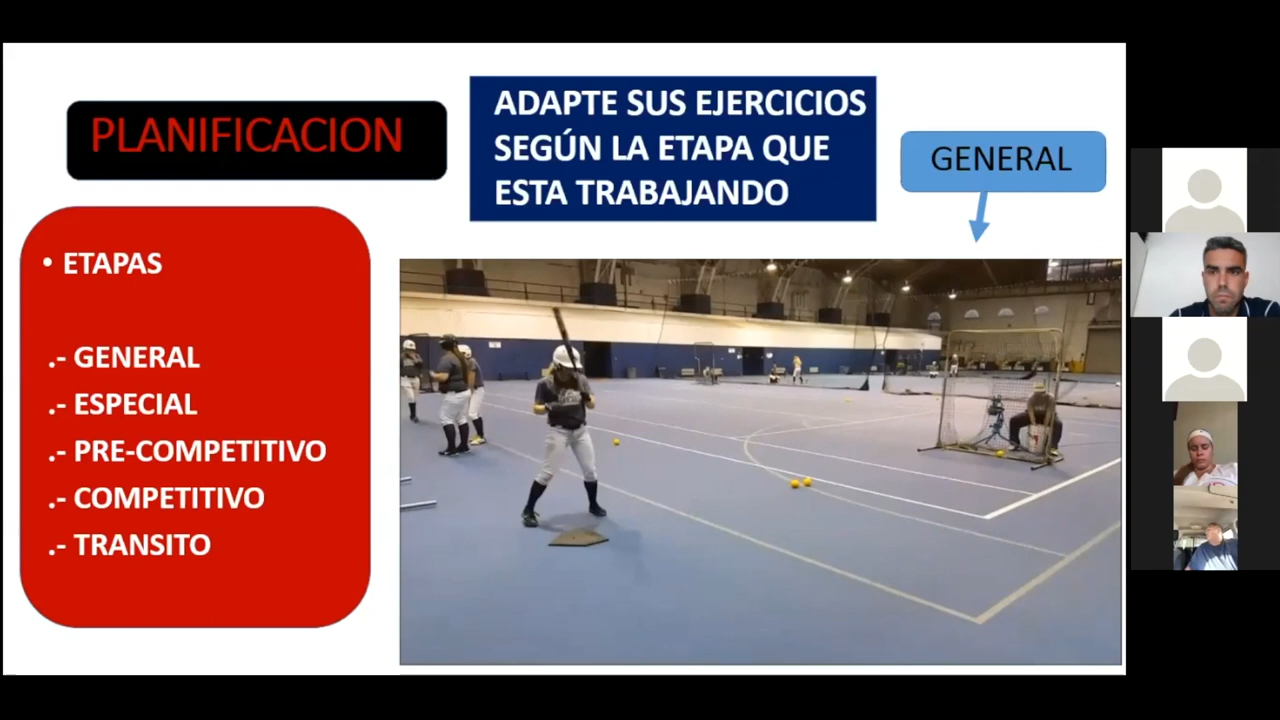 PLANIFICACION
ADAPTE SUS EJERCICIOS
SEGÚN LA ETAPA QUE
ESTA TRABAJANDO
GENERAL
• ETAPAS
.- GENERAL
.- ESPECIAL
.- PRE-COMPETITIVO
.- COMPETITIVO
.- TRANSITO